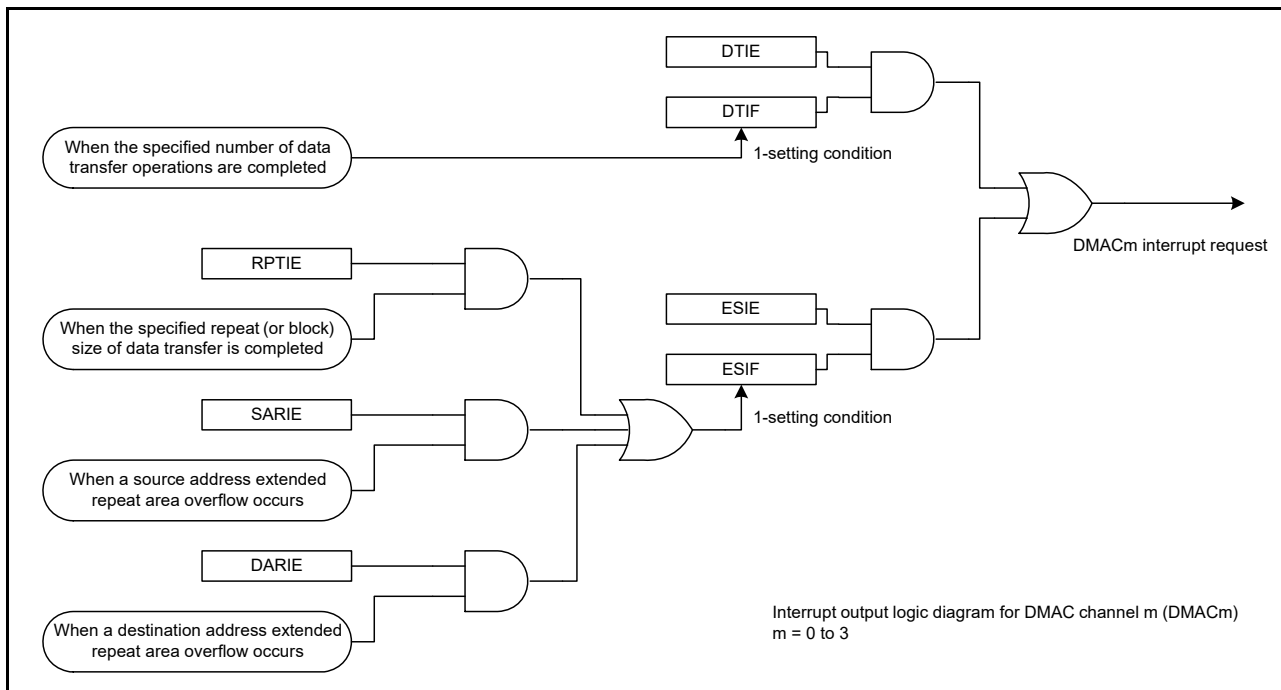 DTIE
DTIF
When the specified number of data
transfer operations are completed
1-setting condition
DMACm interrupt request
RPTIE
When the specified repeat (or block)
size of data transfer is completed
ESIE
ESIF
1-setting condition
SARIE
When a source address extended
repeat area overflow occurs
DARIE
When a destination address extended
repeat area overflow occurs
Interrupt output logic diagram for DMAC channel m (DMACm)
m = 0 to 3